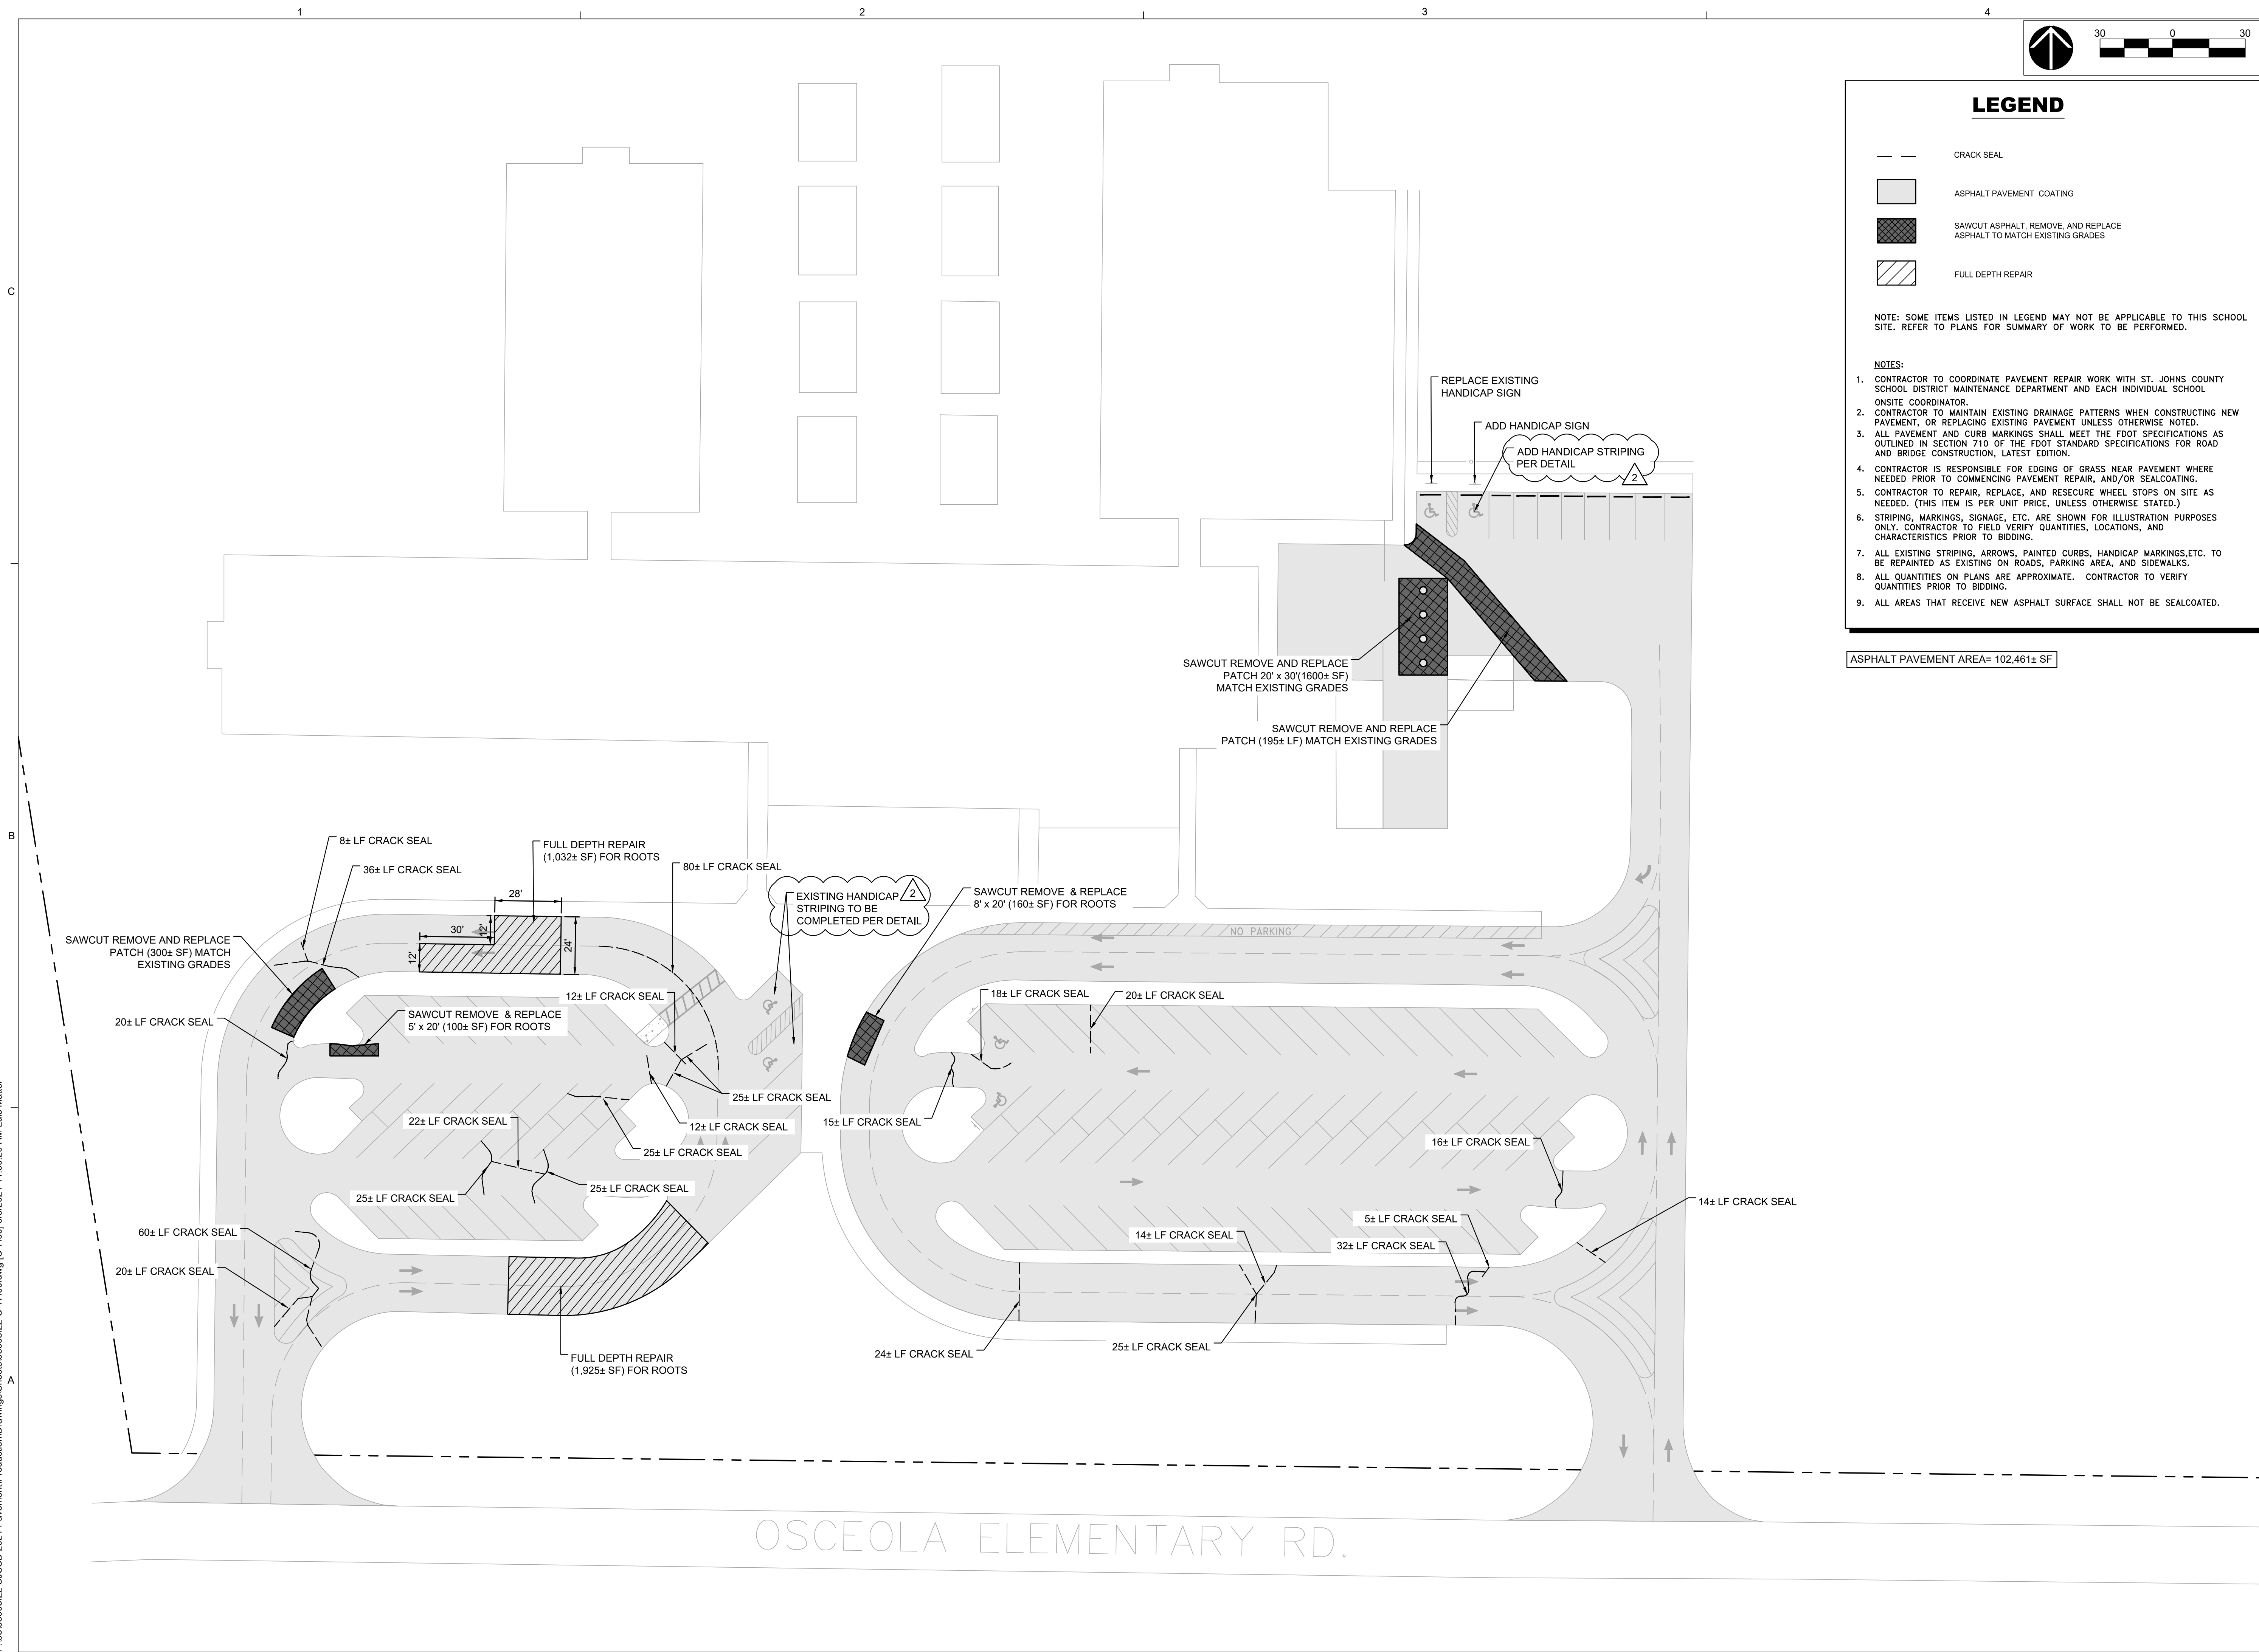 1
2
3
4
30
0
30
LEGEND
CRACK SEAL
ASPHALT PAVEMENT COATING
SAWCUT ASPHALT, REMOVE, AND REPLACE
ASPHALT TO MATCH EXISTING GRADES
FULL DEPTH REPAIR
NOTE: SOME ITEMS LISTED IN LEGEND MAY NOT BE APPLICABLE TO THIS SCHOOL
SITE. REFER TO PLANS FOR SUMMARY OF WORK TO BE PERFORMED.
NOTES:
1. CONTRACTOR TO COORDINATE PAVEMENT REPAIR WORK WITH ST. JOHNS COUNTY
SCHOOL DISTRICT MAINTENANCE DEPARTMENT AND EACH INDIVIDUAL SCHOOL
ONSITE COORDINATOR.
2. CONTRACTOR TO MAINTAIN EXISTING DRAINAGE PATTERNS WHEN CONSTRUCTING NEW
PAVEMENT, OR REPLACING EXISTING PAVEMENT UNLESS OTHERWISE NOTED.
3. ALL PAVEMENT AND CURB MARKINGS SHALL MEET THE FDOT SPECIFICATIONS AS
OUTLINED IN SECTION 710 OF THE FDOT STANDARD SPECIFICATIONS FOR ROAD
AND BRIDGE CONSTRUCTION, LATEST EDITION.
4. CONTRACTOR IS RESPONSIBLE FOR EDGING OF GRASS NEAR PAVEMENT WHERE
NEEDED PRIOR TO COMMENCING PAVEMENT REPAIR, AND/OR SEALCOATING.
5. CONTRACTOR TO REPAIR, REPLACE, AND RESECURE WHEEL STOPS ON SITE AS
NEEDED. (THIS ITEM IS PER UNIT PRICE, UNLESS OTHERWISE STATED.)
6. STRIPING, MARKINGS, SIGNAGE, ETC. ARE SHOWN FOR ILLUSTRATION PURPOSES
ONLY. CONTRACTOR TO FIELD VERIFY QUANTITIES, LOCATIONS, AND
CHARACTERISTICS PRIOR TO BIDDING.
7. ALL EXISTING STRIPING, ARROWS, PAINTED CURBS, HANDICAP MARKINGS,ETC. TO
BE REPAINTED AS EXISTING ON ROADS, PARKING AREA, AND SIDEWALKS.
8. ALL QUANTITIES ON PLANS ARE APPROXIMATE. CONTRACTOR TO VERIFY
QUANTITIES PRIOR TO BIDDING.
9. ALL AREAS THAT RECEIVE NEW ASPHALT SURFACE SHALL NOT BE SEALCOATED.
ASPHALT PAVEMENT AREA= 102,461± SF
C
B
A
REPLACE EXISTING
HANDICAP SIGN
ADD HANDICAP SIGN
ADD HANDICAP STRIPING
PER DETAIL
2
SAWCUT REMOVE AND REPLACE
PATCH 20' x 30'(1600± SF)
MATCH EXISTING GRADES
SAWCUT REMOVE AND REPLACE
PATCH (195± LF) MATCH EXISTING GRADES
8± LF CRACK SEAL
36± LF CRACK SEAL
FULL DEPTH REPAIR
(1,032± SF) FOR ROOTS
80± LF CRACK SEAL
28'
30'
12'
12'
24'
EXISTING HANDICAP
STRIPING TO BE
COMPLETED PER DETAIL
2
SAWCUT REMOVE & REPLACE
8' x 20' (160± SF) FOR ROOTS
SAWCUT REMOVE AND REPLACE
PATCH (300± SF) MATCH
EXISTING GRADES
NO PARKING
12± LF CRACK SEAL
18± LF CRACK SEAL
20± LF CRACK SEAL
20± LF CRACK SEAL
SAWCUT REMOVE & REPLACE
5' x 20' (100± SF) FOR ROOTS
25± LF CRACK SEAL
22± LF CRACK SEAL
12± LF CRACK SEAL
15± LF CRACK SEAL
25± LF CRACK SEAL
16± LF CRACK SEAL
25± LF CRACK SEAL
25± LF CRACK SEAL
14± LF CRACK SEAL
60± LF CRACK SEAL
5± LF CRACK SEAL
14± LF CRACK SEAL
32± LF CRACK SEAL
20± LF CRACK SEAL
25± LF CRACK SEAL
24± LF CRACK SEAL
FULL DEPTH REPAIR
(1,925± SF) FOR ROOTS
OSCEOLA ELEMENTARY RD.